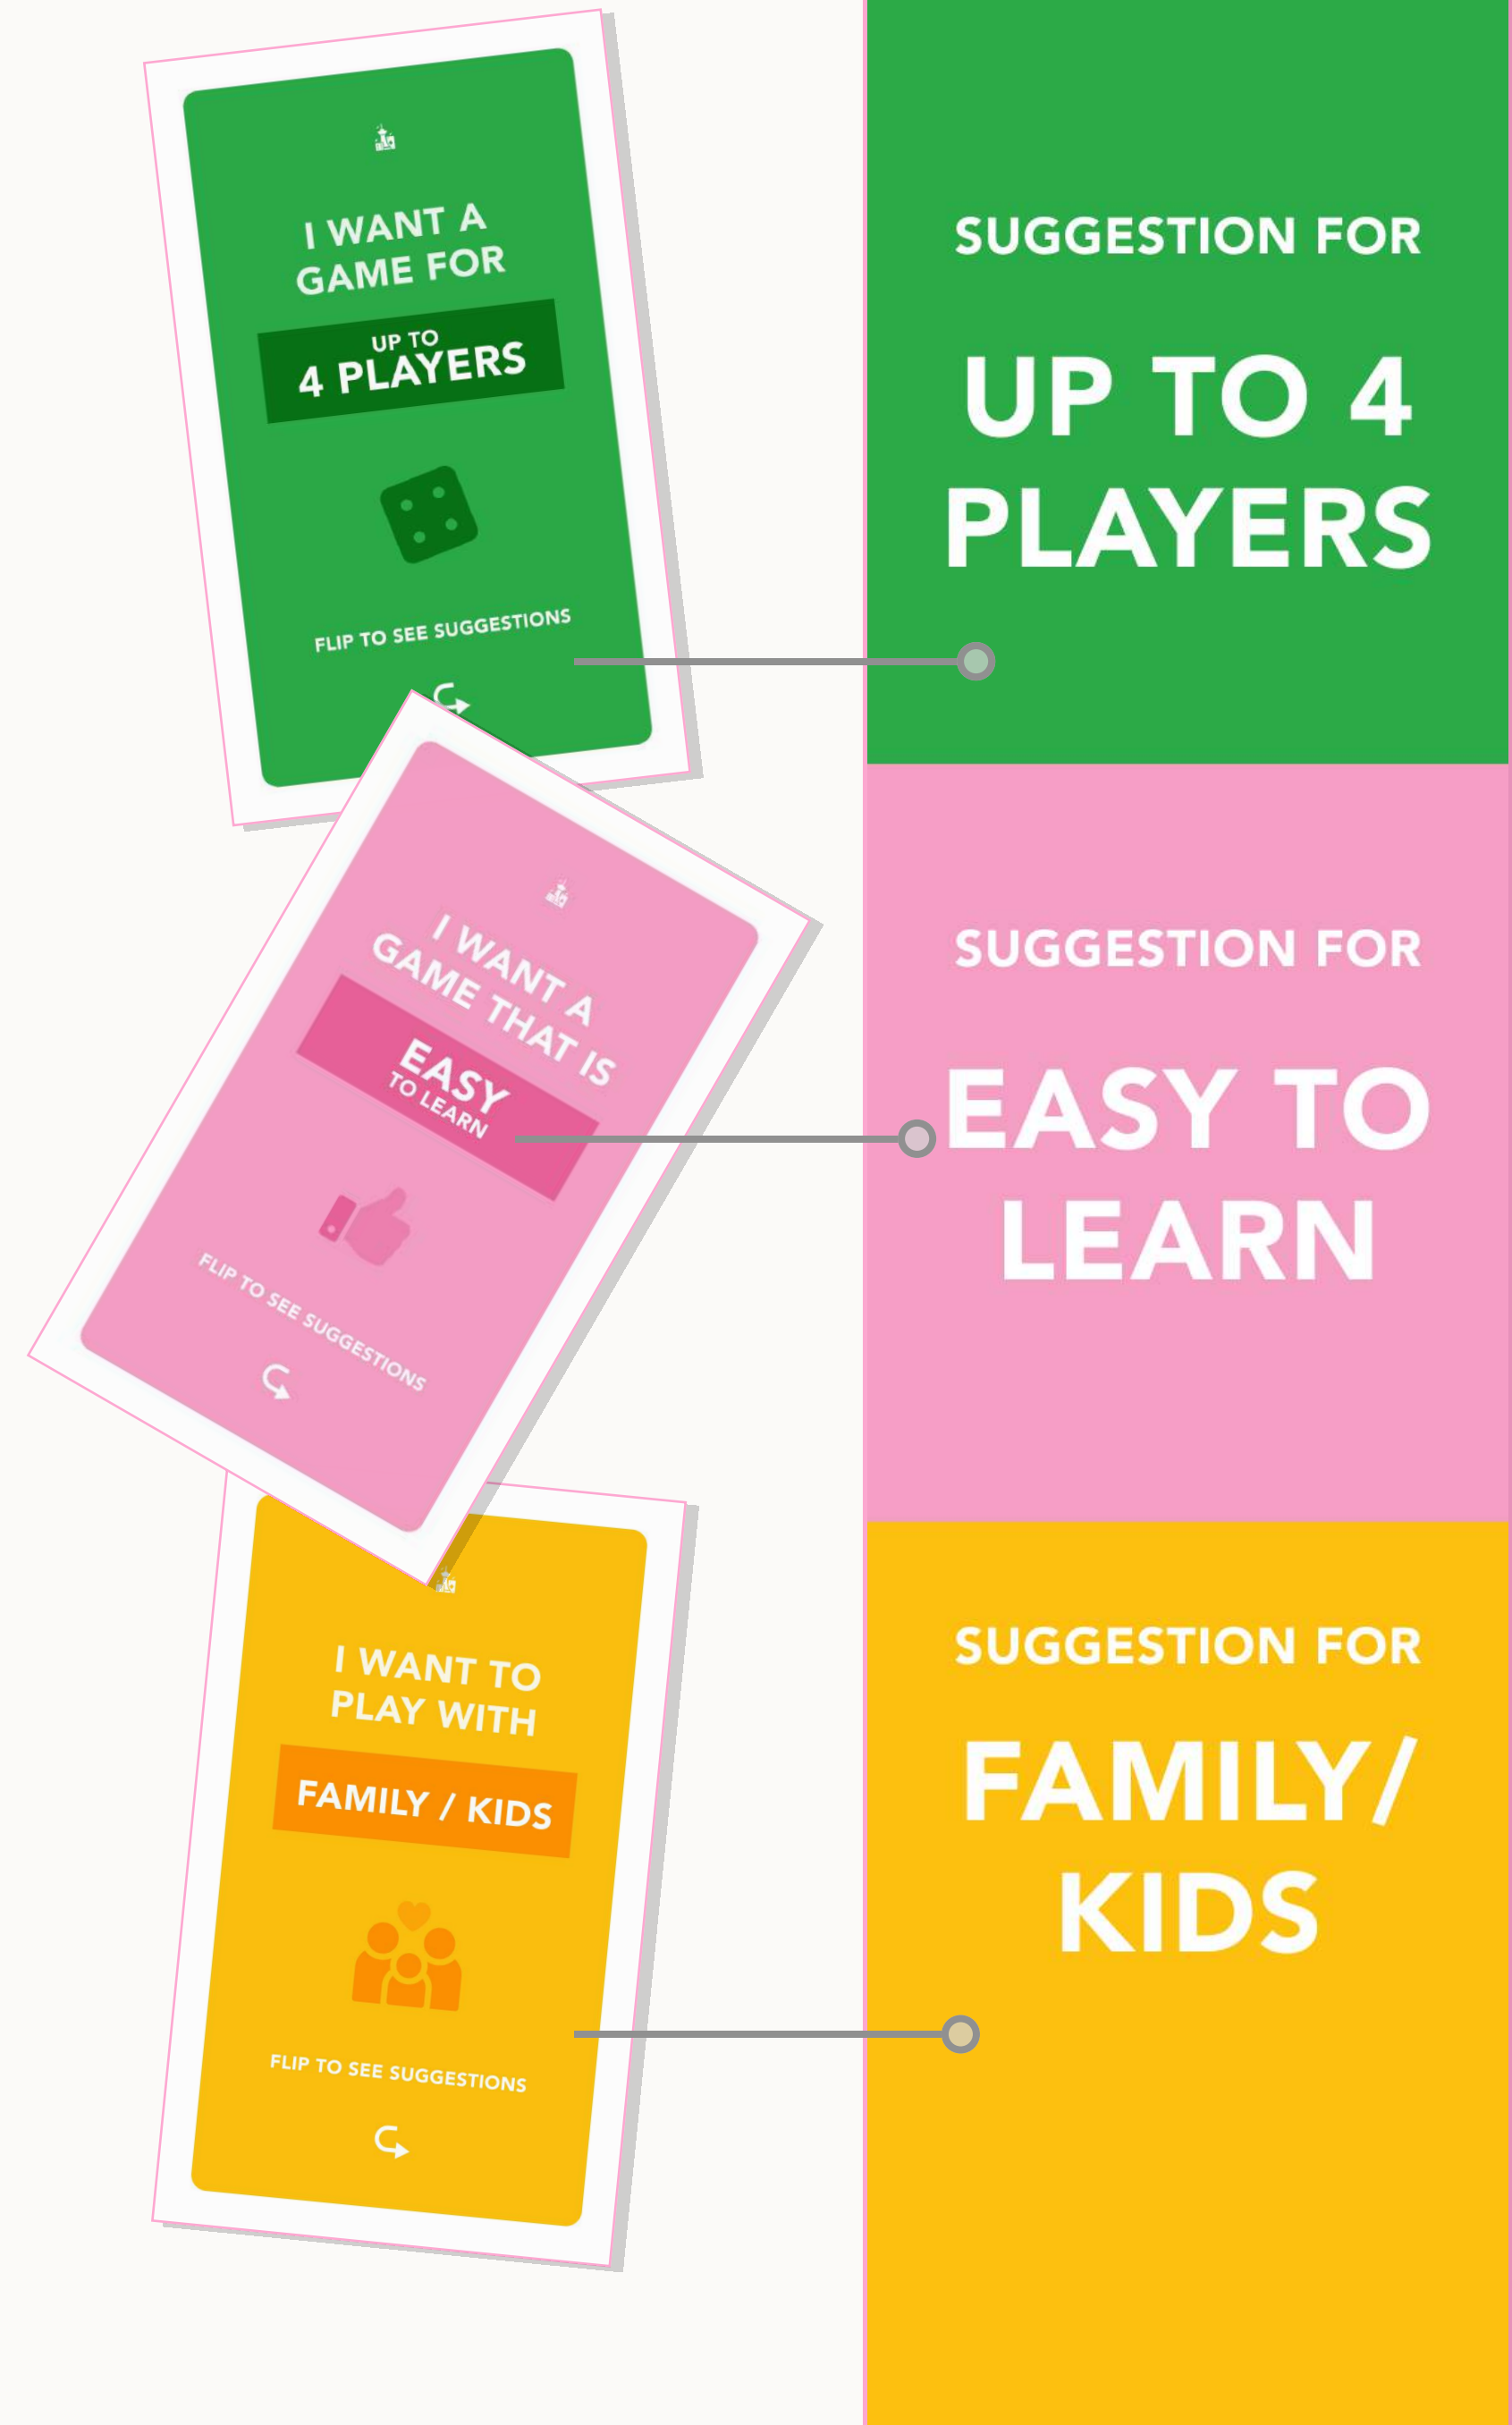 I WANT A
GAME FOR
UP TO
4 PLAYERS
FLIP TO SEE SUGGESTIONS
SUGGESTION FOR
UP TO 4
PLAYERS
I WANT A
GAME THAT IS
EASY
TO LEARN
FLIP TO SEE SUGGESTIONS
SUGGESTION FOR
EASY TO
LEARN
I WANT TO
PLAY WITH
FAMILY / KIDS
FLIP TO SEE SUGGESTIONS
SUGGESTION FOR
FAMILY/
KIDS